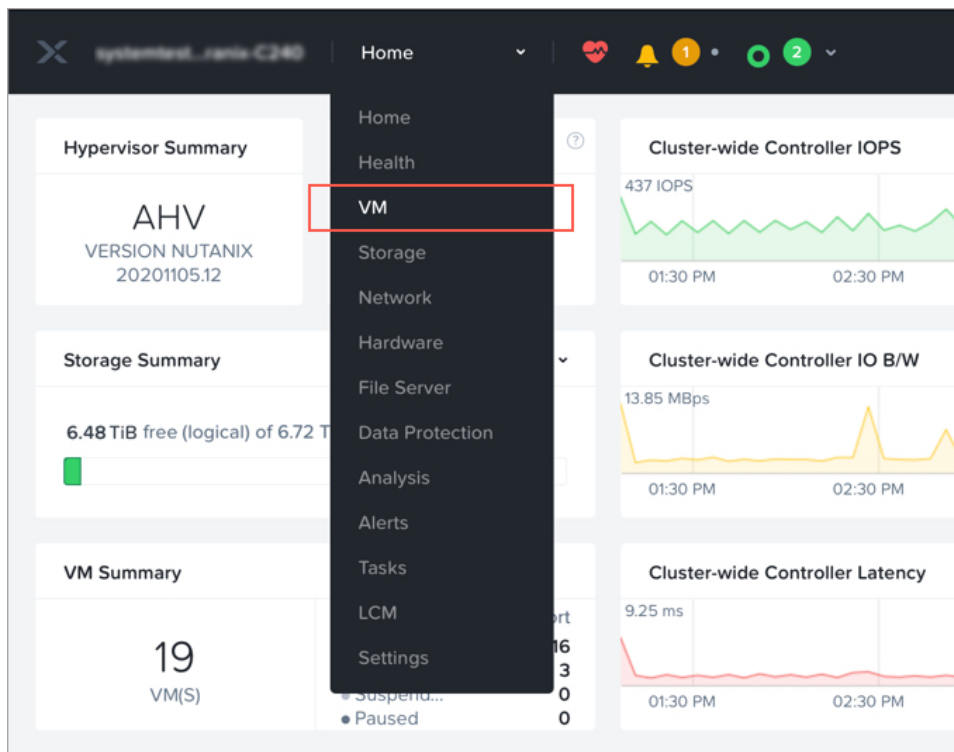 Home
1
2
Home
Health
VM
Storage
Network
Hardware
File Server
Data Protection
Analysis
Alerts
Tasks
LCM
Settings
Hypervisor Summary
AHV
VERSION NUTANIX
20201105.12
?
Cluster-wide Controller IOPS
437 IOPS
01:30 PM 02:30 PM
Storage Summary
6.48 TiB free (logical) of 6.72 T
Cluster-wide Controller IO B/W
13.85 MBps
01:30 PM 02:30 PM
VM Summary
19
VM(S)
ort
16
3
Suspend... 0
Paused 0
Cluster-wide Controller Latency
9.25 ms
01:30 PM 02:30 PM